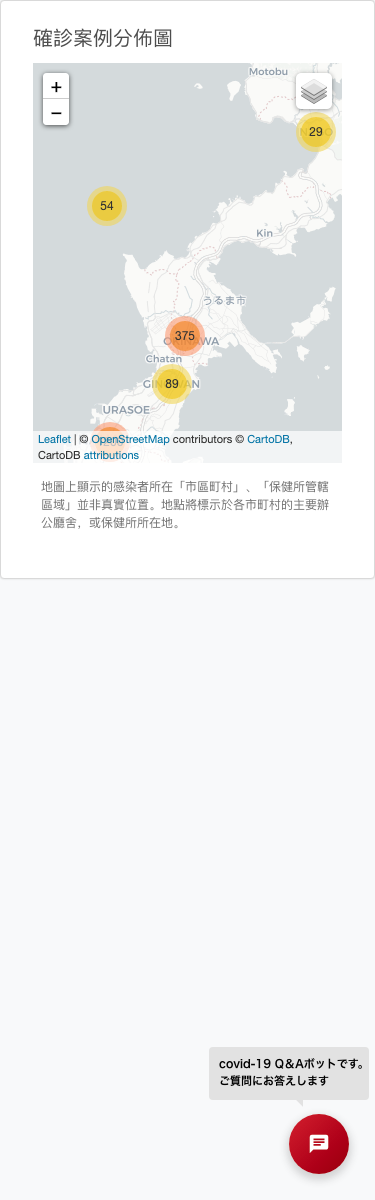 確診案例分佈圖
+
−
Motobu
29
54
Kin
うるま市
375
Chatan
89
URASOE
Leaflet | © OpenStreetMap contributors © CartoDB,
CartoDB attributions
地圖上顯示的感染者所在「市區町村」、「保健所管轄
區域」並非真實位置。地點將標示於各市町村的主要辦
公廳舍，或保健所所在地。
covid-19 Q&Aボットです。
ご質問にお答えします